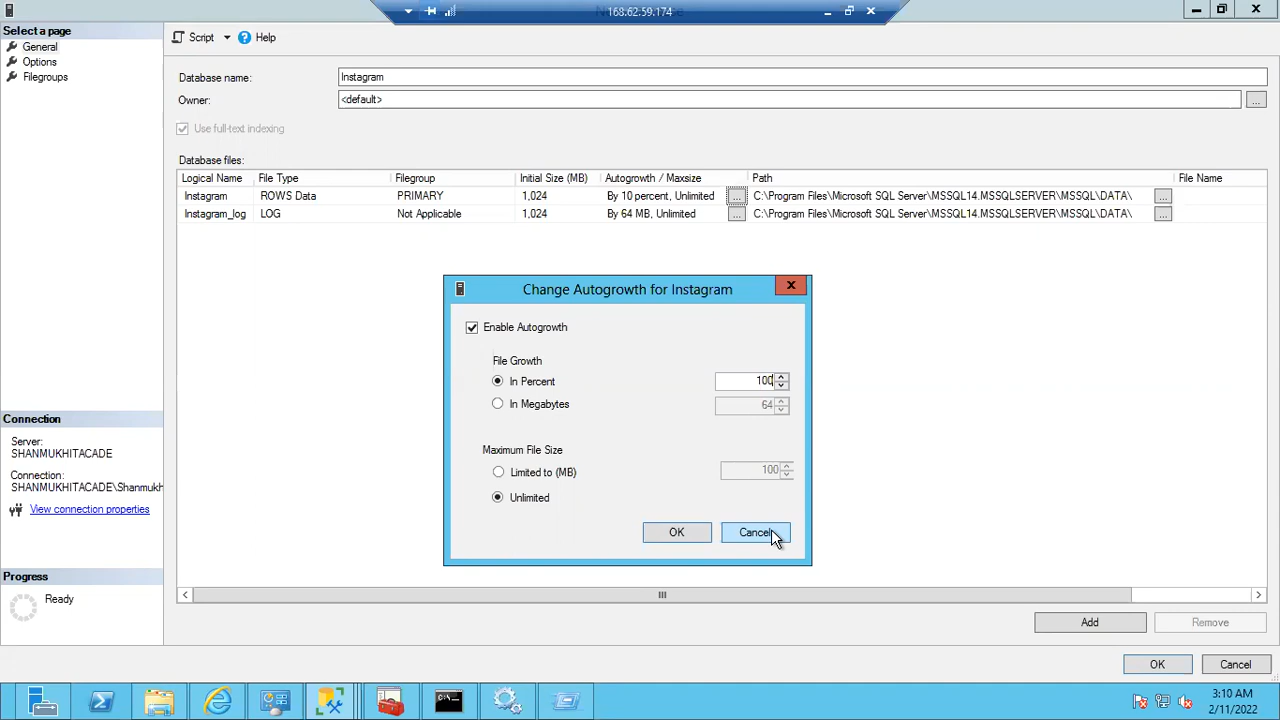 168.62.59.174
Select a page
General
Options
Filegroups
Script
Help
Database name:
Instagram
Owner:
<default>
...
Use full-text indexing
Database files:
Logical Name File Type Filegroup Initial Size (MB) Autogrowth / Maxsize Path File Name
Instagram ROWS Data PRIMARY 1,024 By 10 percent, Unlimited ... C:\Program Files\Microsoft SQL Server\MSSQL14.MSSQLSERVER\MSSQL\DATA\ ...
Instagram_log LOG Not Applicable 1,024 By 64 MB, Unlimited ... C:\Program Files\Microsoft SQL Server\MSSQL14.MSSQLSERVER\MSSQL\DATA\ ...
Change Autogrowth for Instagram
Enable Autogrowth
File Growth
In Percent 100
In Megabytes 64
Maximum File Size
Limited to (MB) 100
Unlimited
OK Cancel
Connection
Server:
SHANMUKHITACADE
Connection:
SHANMUKHITACADE\Shanmukh
View connection properties
Progress
Ready
Add Remove
OK Cancel
3:10 AM
2/11/2022